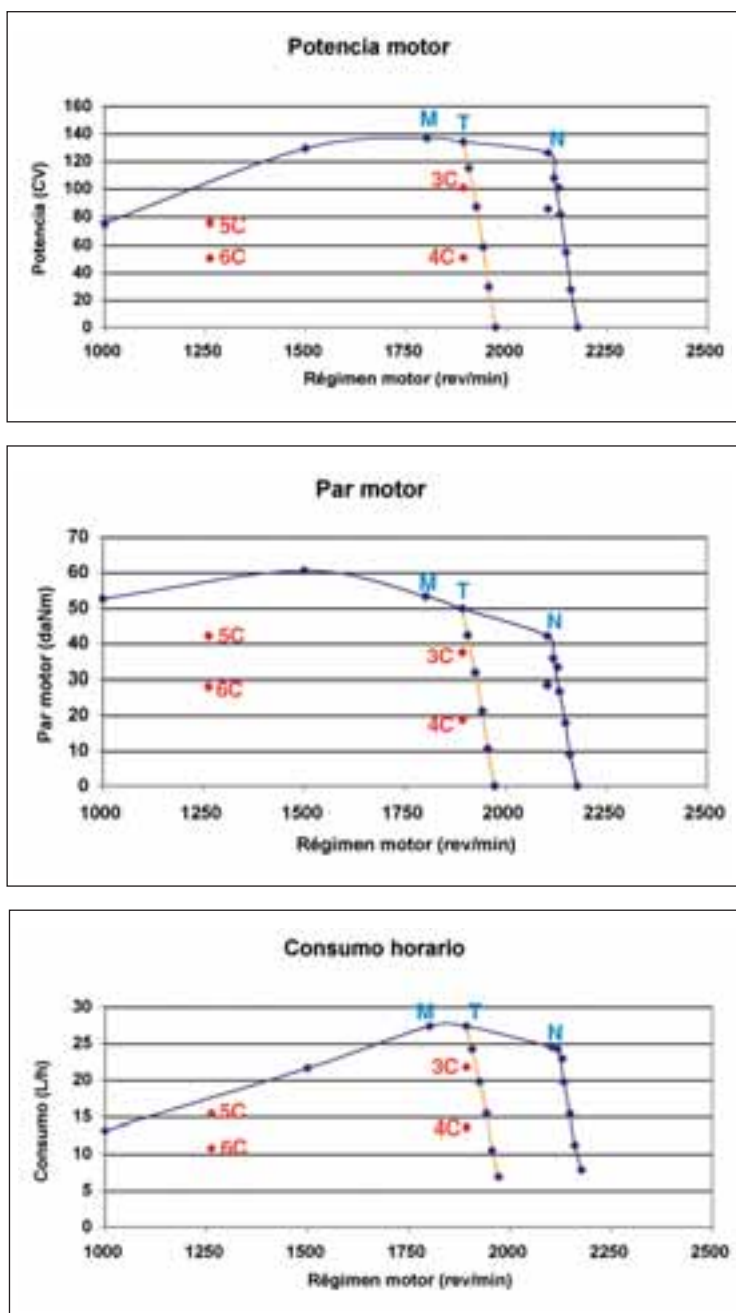 Potencia motor
Potencia (CV)
160
140
120
100
80
60
40
20
0
M T N
3C
5C
6C 4C
1000 1250 1500 1750 2000 2250 2500
Régimen motor (rev/min)
Par motor
Par motor (daNm)
70
60
50
40
30
20
10
0
M T
N
5C 3C
6C
4C
1000 1250 1500 1750 2000 2250 2500
Régimen motor (rev/min)
Consumo horario
Consumo (L/h)
30
25
20
15
10
5
0
M T
N
3C
5C
4C
6C
1000 1250 1500 1750 2000 2250 2500
Régimen motor (rev/min)